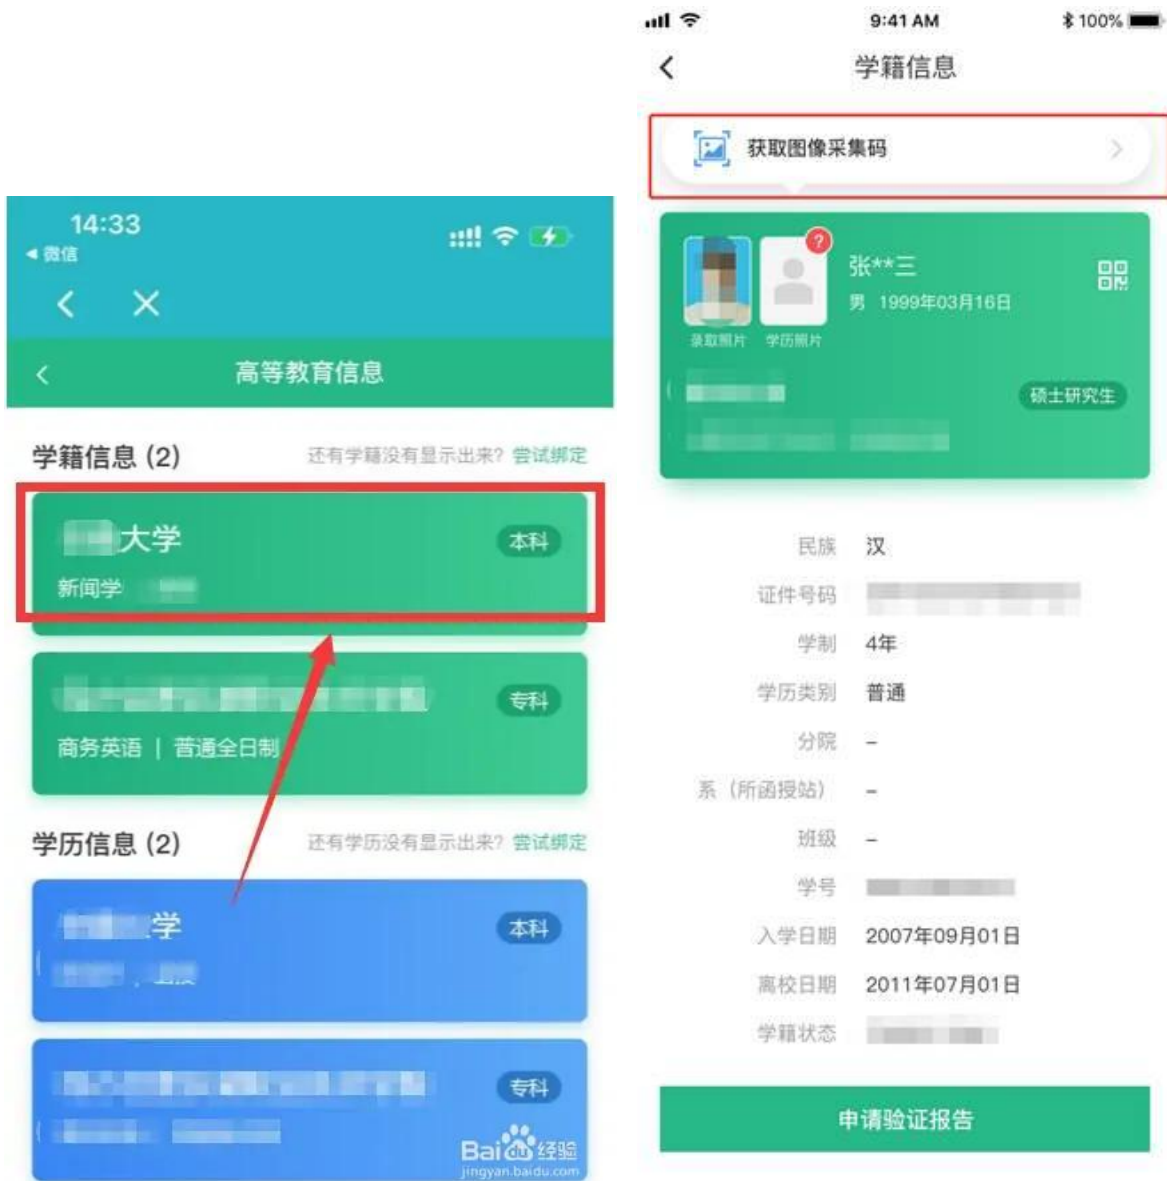 14:33
微信
高等教育信息
学籍信息 (2)
还有学籍没有显示出来? 尝试绑定
大学
本科
新闻学
专科
商务英语 | 普通全日制
学历信息 (2)
还有学历没有显示出来? 尝试绑定
学
本科
专科
Baidu 经验
jingyan.baidu.com
9:41 AM
100%
学籍信息
获取图像采集码
?
张**三
男 1999年03月16日
录取照片 学历照片
硕士研究生
民族 汉
证件号码
学制 4年
学历类别 普通
分院 –
系（所函授站） –
班级 –
学号
入学日期 2007年09月01日
离校日期 2011年07月01日
学籍状态
申请验证报告